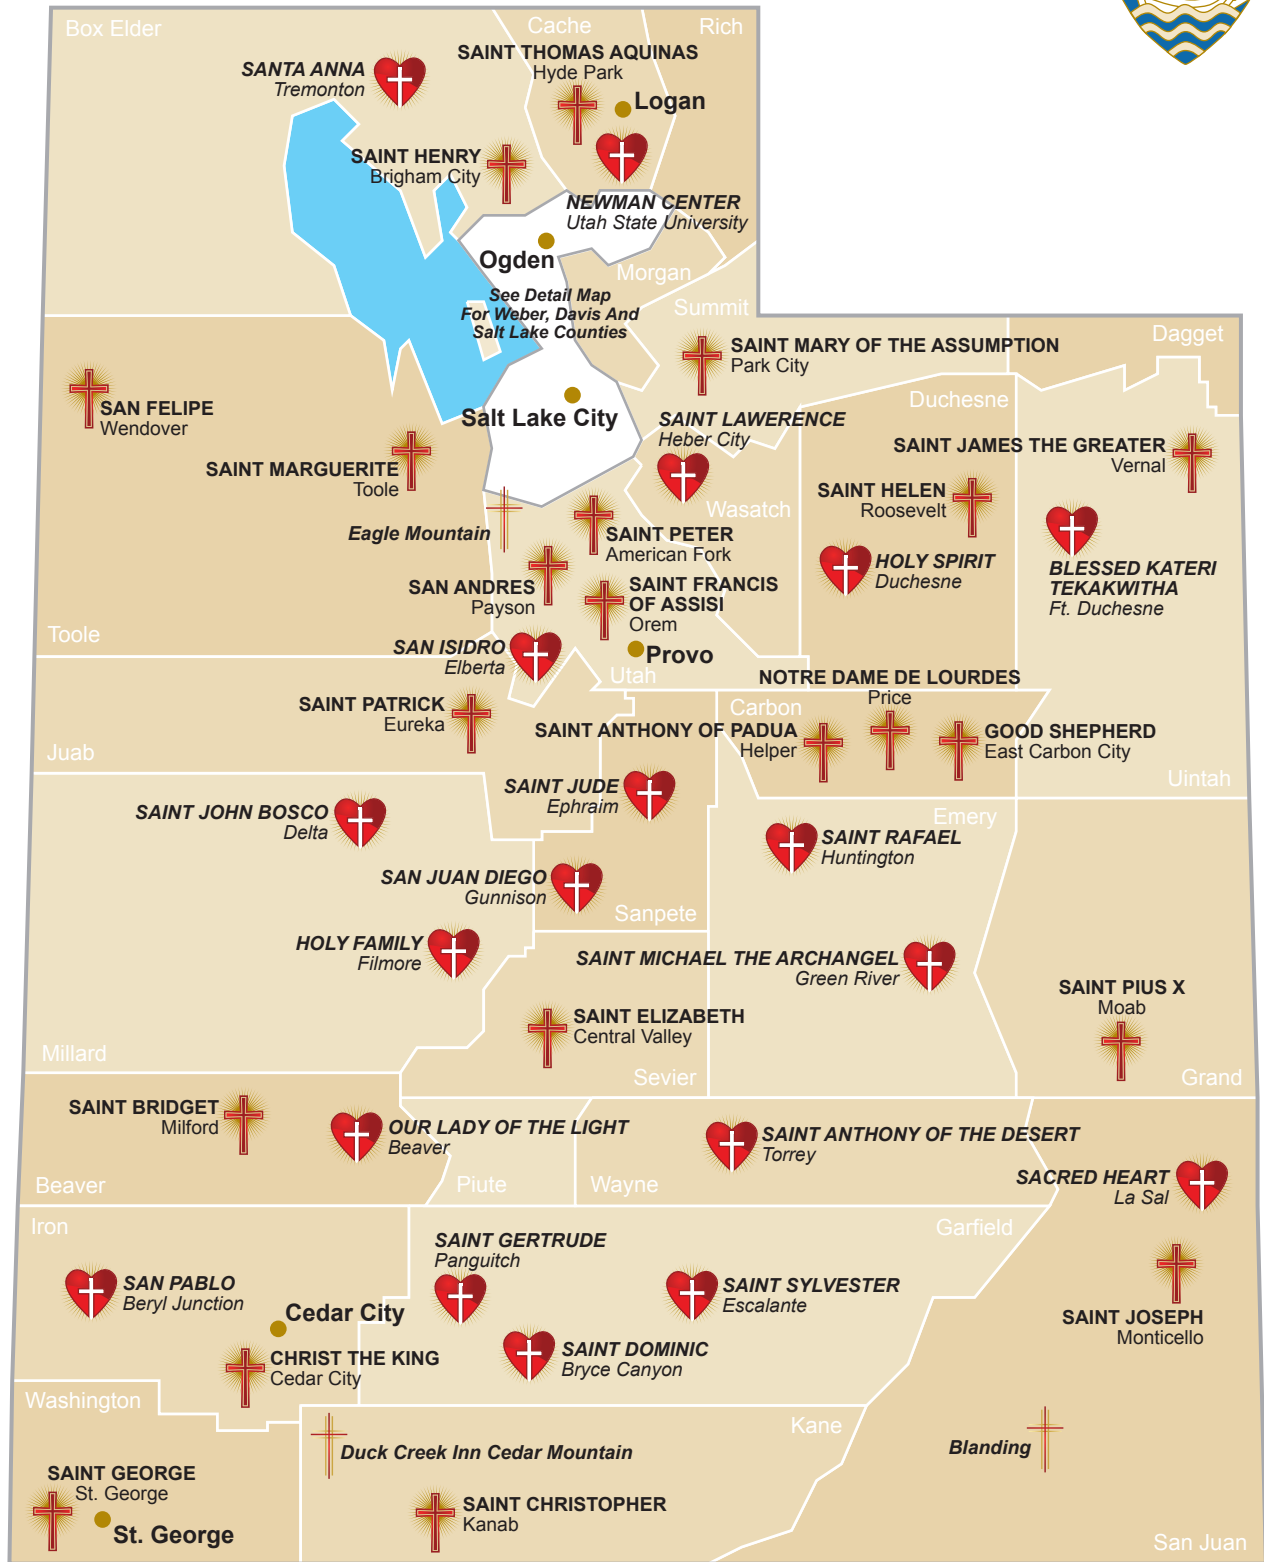 Box Elder
Cache
Rich
SANTA ANNA
Tremonton
SAINT THOMAS AQUINAS
Hyde Park
Logan
SAINT HENRY
Brigham City
NEWMAN CENTER
Utah State University
Ogden
Morgan
See Detail Map
For Weber, Davis And
Salt Lake Counties
Summit
Dagget
SAINT MARY OF THE ASSUMPTION
Park City
SAN FELIPE
Wendover
Salt Lake City
SAINT LAWERENCE
Heber City
Duchesne
SAINT JAMES THE GREATER
Vernal
SAINT MARGUERITE
Toole
SAINT HELEN
Roosevelt
Wasatch
Eagle Mountain
SAINT PETER
American Fork
HOLY SPIRIT
Duchesne
BLESSED KATERI
TEKAKWITHA
Ft. Duchesne
SAN ANDRES
Payson
SAINT FRANCIS
OF ASSISI
Orem
Toole
SAN ISIDRO
Elberta
Provo
Utah
NOTRE DAME DE LOURDES
Price
SAINT PATRICK
Eureka
Carbon
SAINT ANTHONY OF PADUA
Helper
GOOD SHEPHERD
East Carbon City
Juab
Uintah
SAINT JUDE
Ephraim
SAINT JOHN BOSCO
Delta
Emery
SAINT RAFAEL
Huntington
SAN JUAN DIEGO
Gunnison
Sanpete
HOLY FAMILY
Filmore
SAINT MICHAEL THE ARCHANGEL
Green River
SAINT PIUS X
Moab
SAINT ELIZABETH
Central Valley
Millard
Sevier
Grand
SAINT BRIDGET
Milford
OUR LADY OF THE LIGHT
Beaver
SAINT ANTHONY OF THE DESERT
Torrey
SACRED HEART
La Sal
Beaver
Piute
Wayne
Iron
Garfield
SAINT GERTRUDE
Panguitch
SAN PABLO
Beryl Junction
SAINT SYLVESTER
Escalante
Cedar City
SAINT JOSEPH
Monticello
SAINT DOMINIC
Bryce Canyon
CHRIST THE KING
Cedar City
Washington
Kane
Duck Creek Inn Cedar Mountain
Blanding
SAINT GEORGE
St. George
SAINT CHRISTOPHER
Kanab
St. George
San Juan